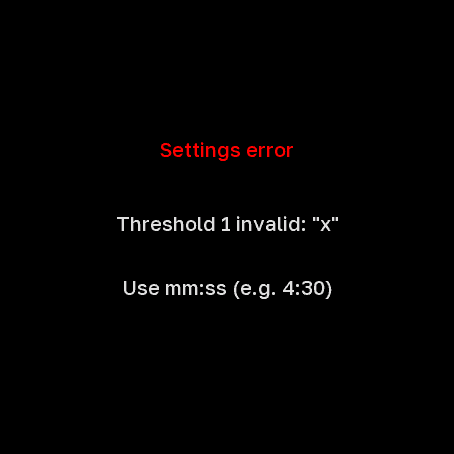 Settings error
Threshold 1 invalid: "x"
Use mm:ss (e.g. 4:30)